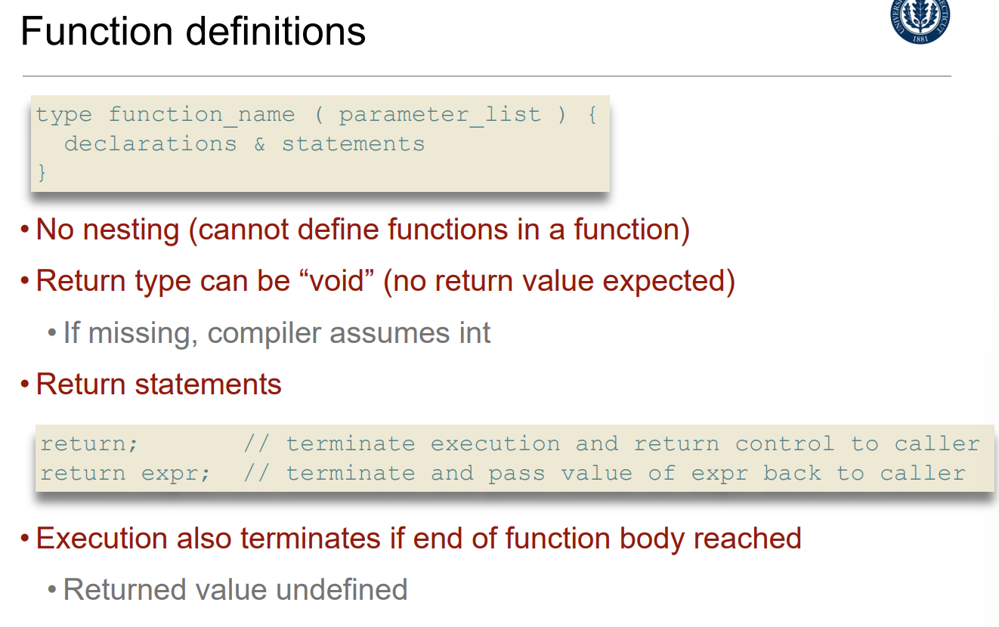 Function definitions
1881
type function_name ( parameter_list ) {
declarations & statements
}
• No nesting (cannot define functions in a function)
• Return type can be “void” (no return value expected)
• If missing, compiler assumes int
• Return statements
return; // terminate execution and return control to caller
return expr; // terminate and pass value of expr back to caller
• Execution also terminates if end of function body reached
• Returned value undefined